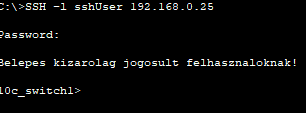 C:\>SSH -l sshUser 192.168.0.25
Password:
Belepes kizarolag jogosult felhasznaloknak!
10c_switch1>